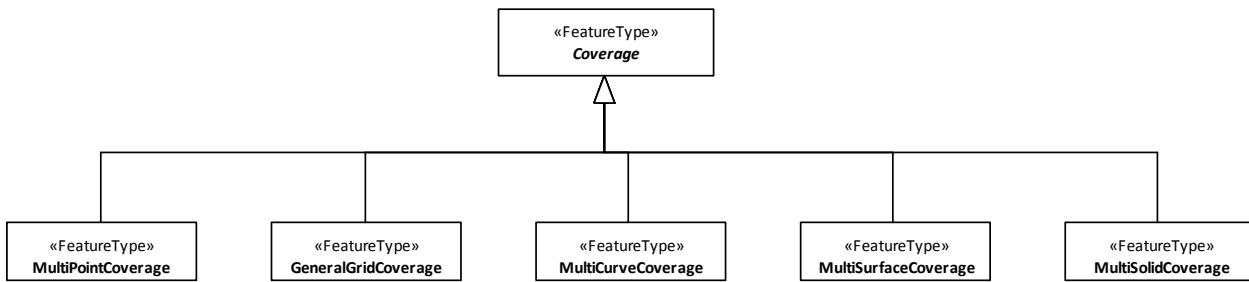 «FeatureType»
Coverage
«FeatureType»
MultiPointCoverage
«FeatureType»
GeneralGridCoverage
«FeatureType»
MultiCurveCoverage
«FeatureType»
MultiSurfaceCoverage
«FeatureType»
MultiSolidCoverage